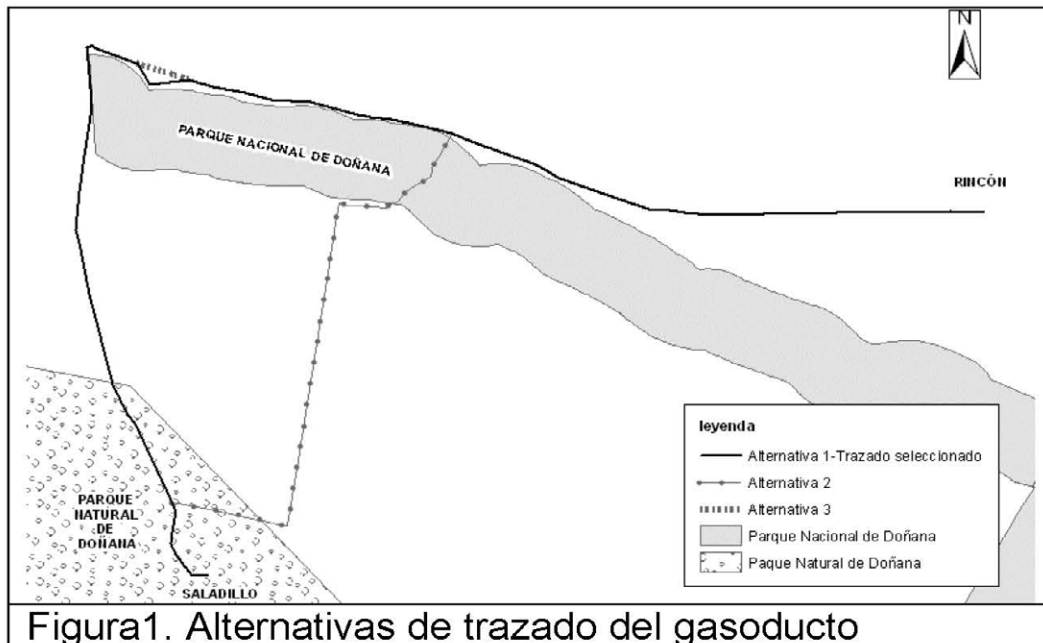 N
PARQUE NACIONAL DE DOÑANA
RINCÓN
leyenda
Alternativa 1-Trazado seleccionado
Alternativa 2
Alternativa 3
Parque Nacional de Doñana
Paque Natural de Doñana
PARQUE
NATURAL
DE
DOÑANA
SALADILLO
Figura1. Alternativas de trazado del gasoducto